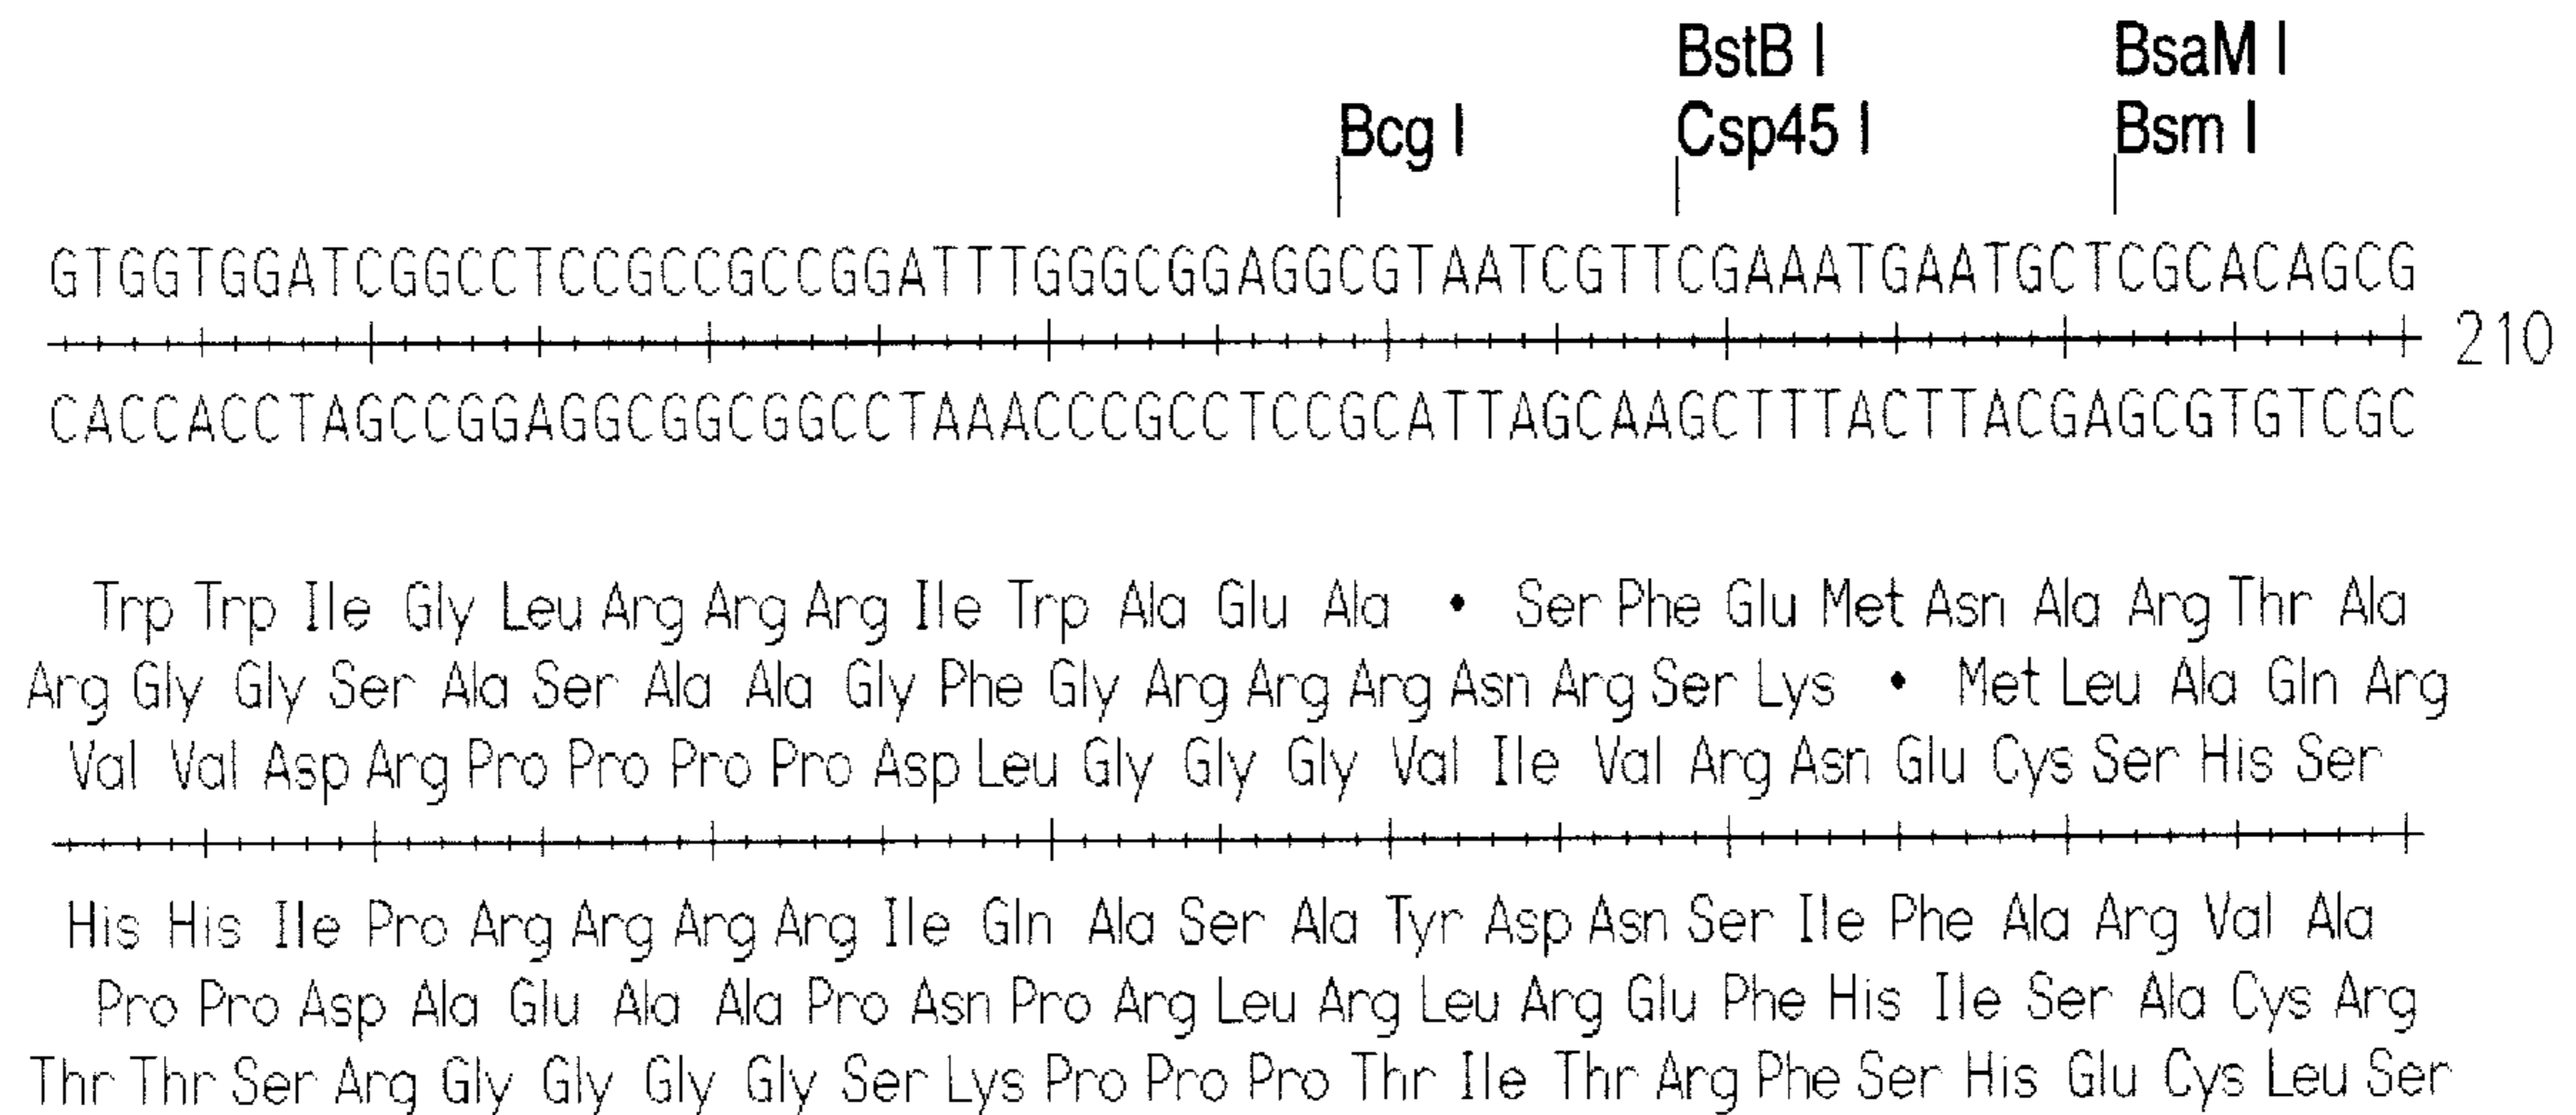 BstB I BsaM I
Bcg I Csp45 I Bsm I
GTGGTGGATCGGCCTCCGCCGCCGGATTTGGGCGGAGGCGTAATCGTTCGAAATGAATGCTCGCACAGCG
210
CACCACCTAGCCGGAGGCGGCGGCCTAAACCCGCCTCCGCATTAGCAAGCTTTACTTACGAGCGTGTCGC
Trp Trp Ile Gly Leu Arg Arg Arg Ile Trp Ala Glu Ala • Ser Phe Glu Met Asn Ala Arg Thr Ala
Arg Gly Gly Ser Ala Ser Ala Ala Gly Phe Gly Arg Arg Arg Asn Arg Ser Lys • Met Leu Ala Gln Arg
Val Val Asp Arg Pro Pro Pro Pro Asp Leu Gly Gly Gly Val Ile Val Arg Asn Glu Cys Ser His Ser
His His Ile Pro Arg Arg Arg Arg Ile Gln Ala Ser Ala Tyr Asp Asn Ser Ile Phe Ala Arg Val Ala
Pro Pro Asp Ala Glu Ala Ala Pro Asn Pro Arg Leu Arg Leu Arg Glu Phe His Ile Ser Ala Cys Arg
Thr Thr Ser Arg Gly Gly Gly Gly Ser Lys Pro Pro Pro Thr Ile Thr Arg Phe Ser His Glu Cys Leu Ser